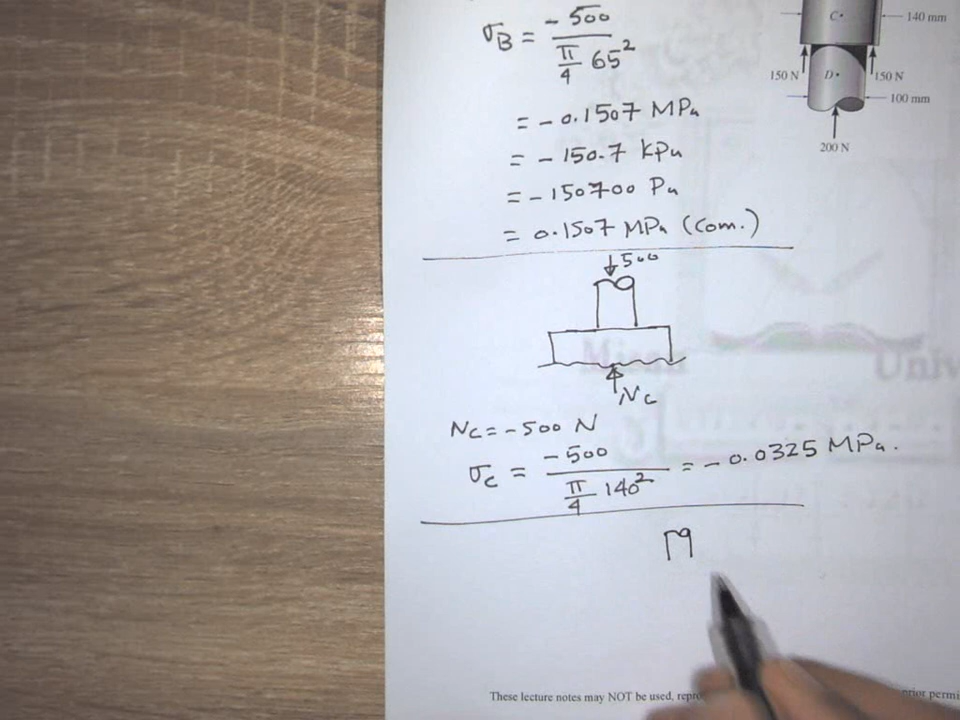 σB = -500 / (π/4 65²)
= -0.1507 MPa
= -150.7 kPa
= -150700 Pa
= 0.1507 MPa (Com.)
C
140 mm
150 N
D
150 N
100 mm
200 N
500
Nc
Nc = -500 N
σc = -500 / (π/4 140²) = -0.0325 MPa.
These lecture notes may NOT be used,